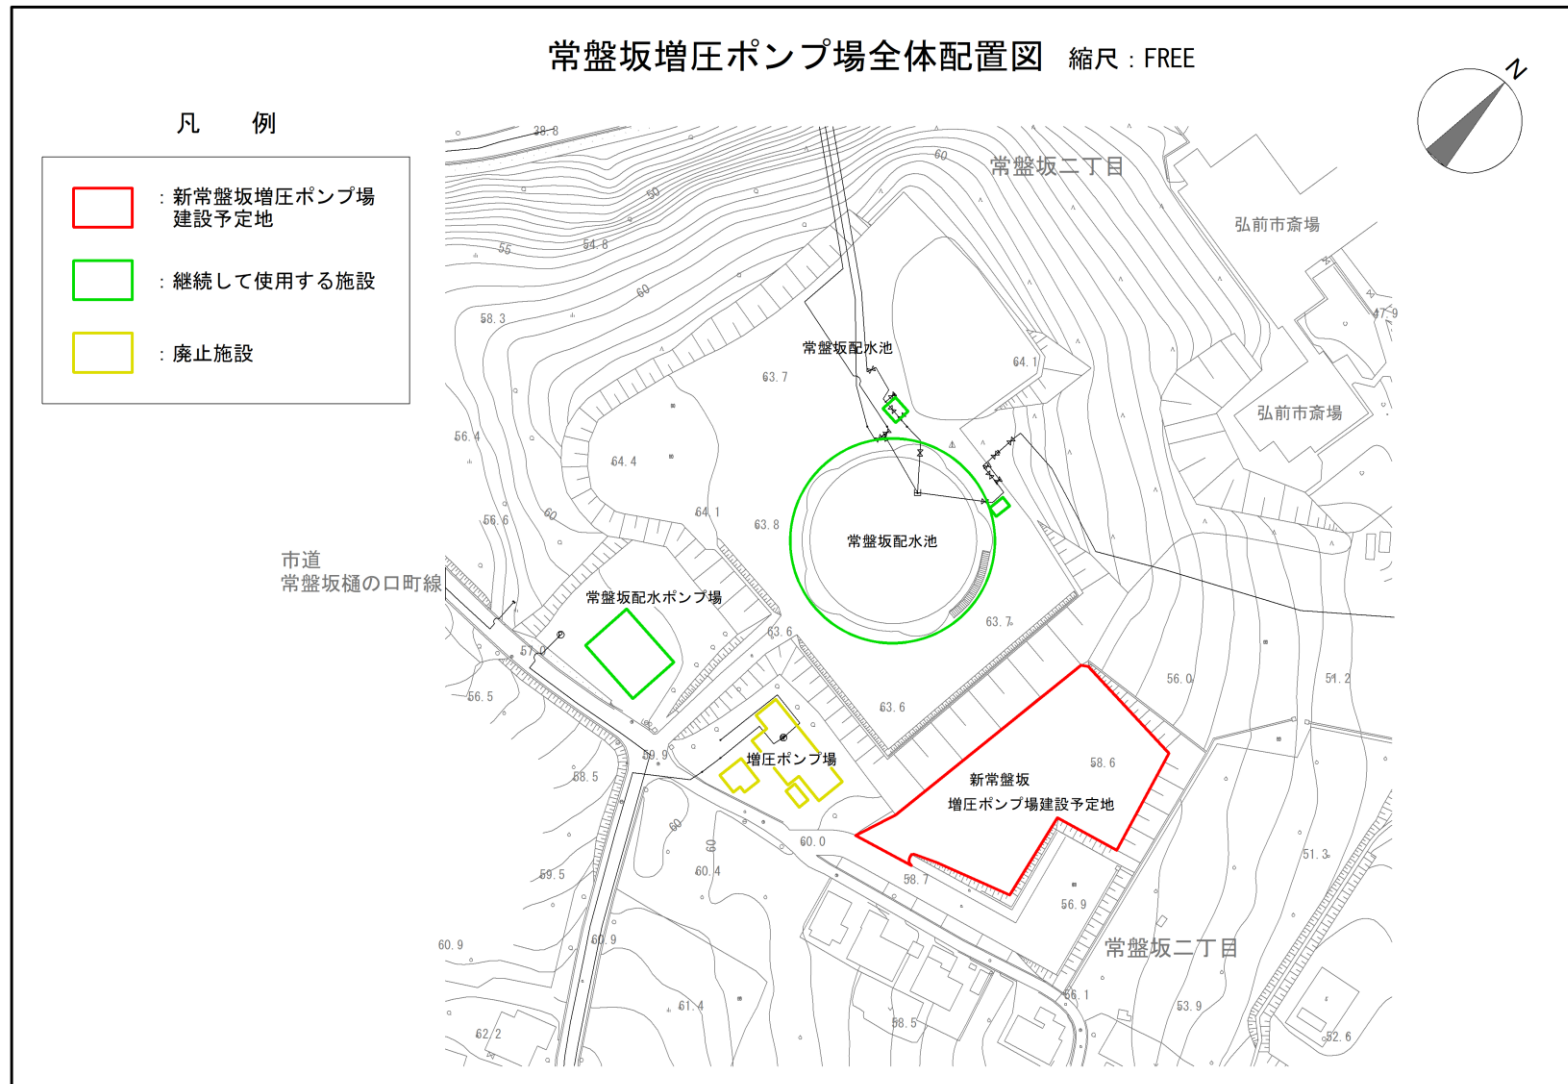 常盤坂増圧ポンプ場全体配置図 縮尺：FREE
N
凡 例
：新常盤坂増圧ポンプ場
建設予定地
：継続して使用する施設
：廃止施設
38.8
60
常盤坂二丁目
50
弘前市斎場
55
54.8
60
58.3
47.9
常盤坂配水池
64.1
63.7
弘前市斎場
56.4
64.4
60
56.6
64.1
63.8
常盤坂配水池
市道
常盤坂樋の口町線
常盤坂配水ポンプ場
63.6
63.7
57.0
56.5
56.0
51.2
63.6
59.9
増圧ポンプ場
58.6
58.5
新常盤坂
増圧ポンプ場建設予定地
60
60
60.0
51.3
59.5
60.4
58.7
56.9
60.9
60.9
常盤坂二丁目
56.1
61.4
53.9
58.5
62.2
52.6